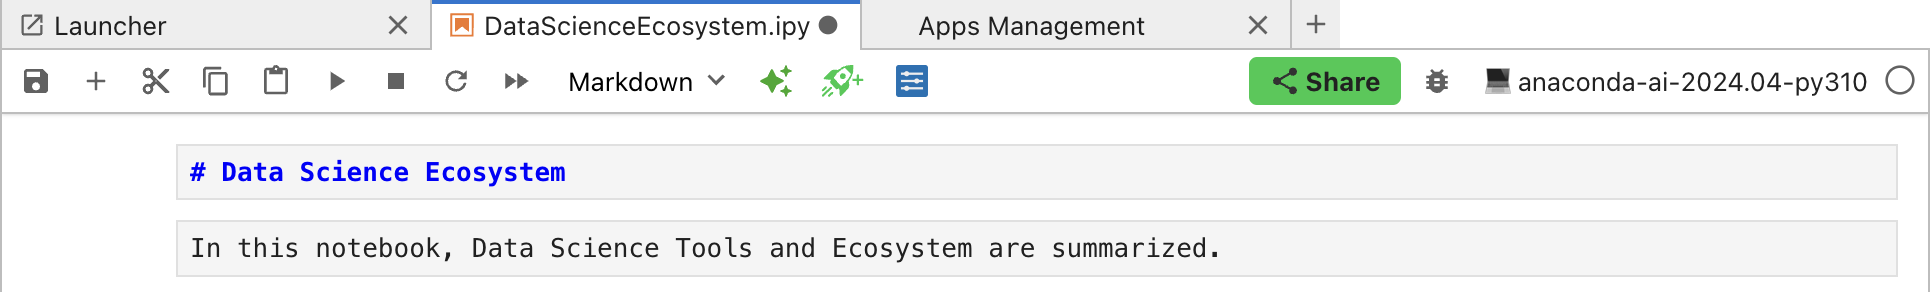 Launcher
DataScienceEcosystem.ipy
Apps Management
Markdown
Share
anaconda-ai-2024.04-py310
# Data Science Ecosystem
In this notebook, Data Science Tools and Ecosystem are summarized.